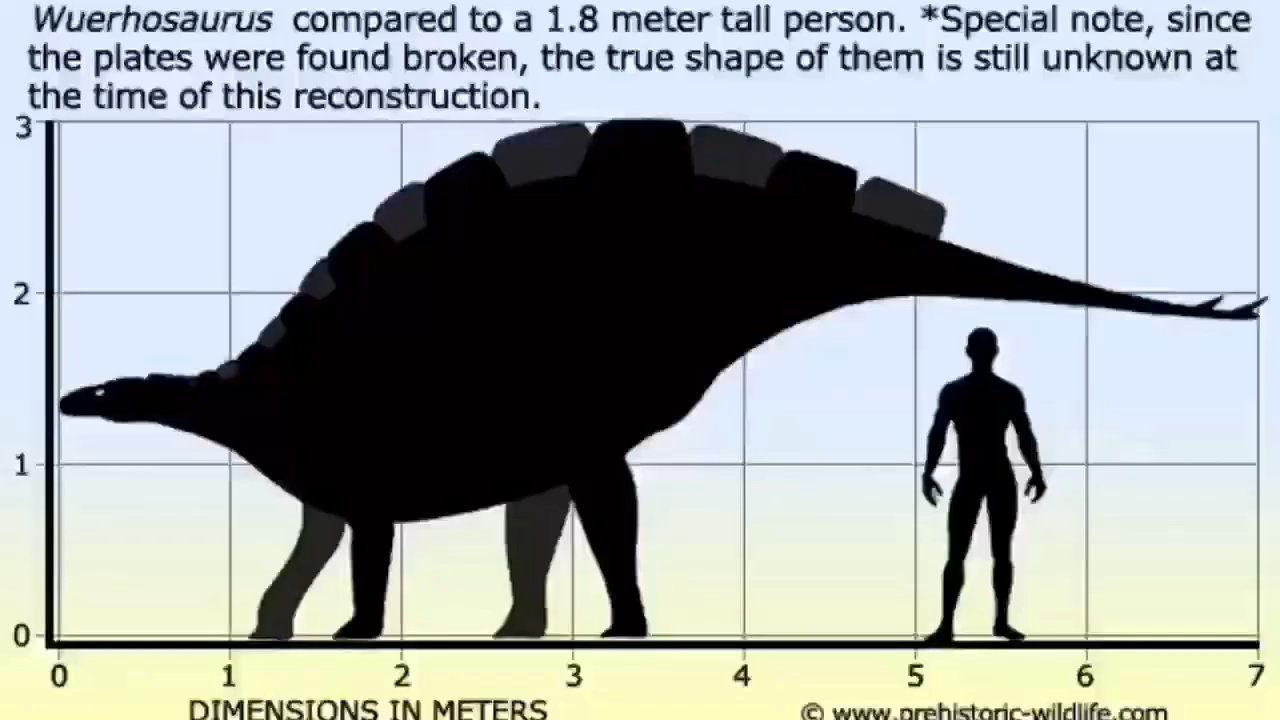 Wuerhosaurus compared to a 1.8 meter tall person. *Special note, since
the plates were found broken, the true shape of them is still unknown at
the time of this reconstruction.
3
2
1
0
0 1 2 3 4 5 6 7
DIMENSIONS IN METERS © www.prehistoric-wildlife.com